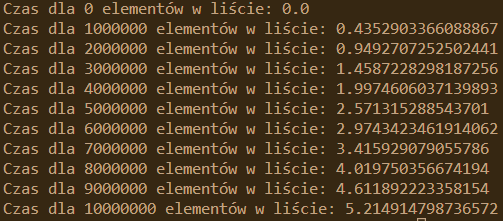 Czas dla 0 elementów w liście: 0.0
Czas dla 1000000 elementów w liście: 0.4352903366088867
Czas dla 2000000 elementów w liście: 0.9492707252502441
Czas dla 3000000 elementów w liście: 1.4587228298187256
Czas dla 4000000 elementów w liście: 1.9974606037139893
Czas dla 5000000 elementów w liście: 2.571315288543701
Czas dla 6000000 elementów w liście: 2.9743423461914062
Czas dla 7000000 elementów w liście: 3.415929079055786
Czas dla 8000000 elementów w liście: 4.019750356674194
Czas dla 9000000 elementów w liście: 4.611892223358154
Czas dla 10000000 elementów w liście: 5.214914798736572